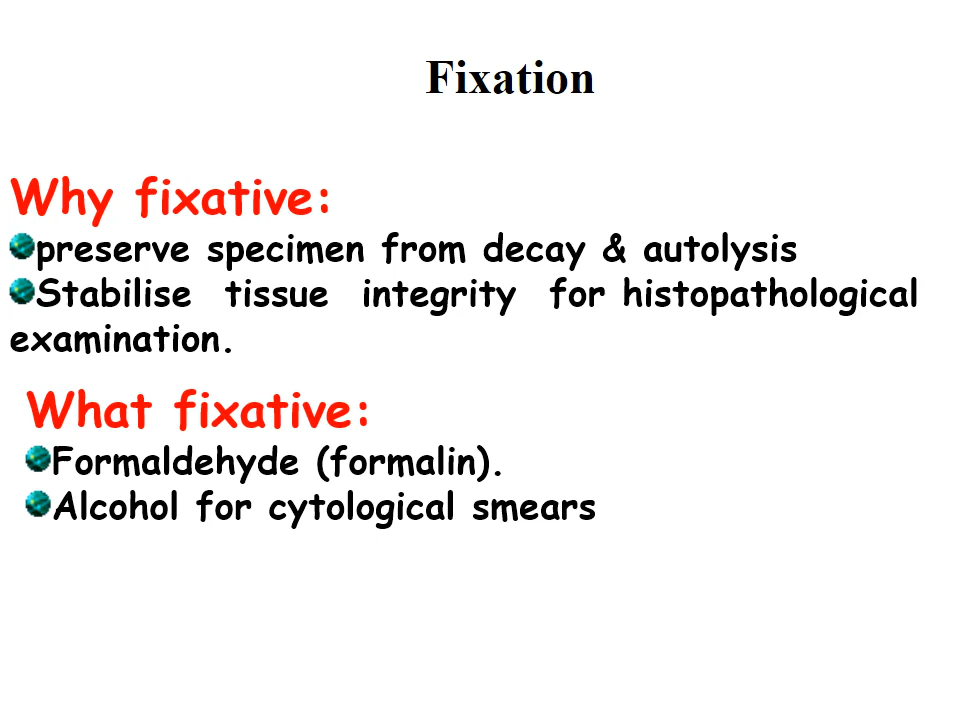 Fixation
Why fixative:
preserve specimen from decay & autolysis
Stabilise tissue integrity for histopathological
examination.
What fixative:
Formaldehyde (formalin).
Alcohol for cytological smears